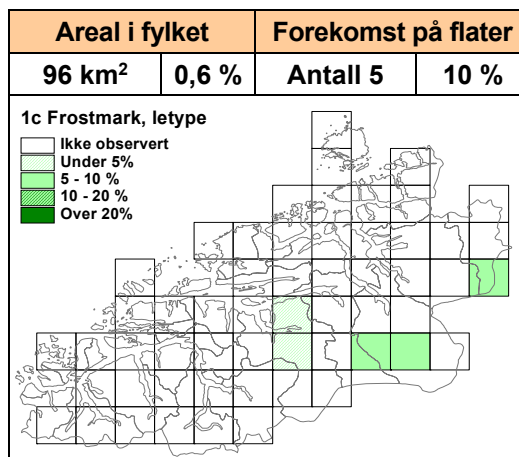 Areal i fylket Forekomst på flater
96 km² 0,6 % Antall 5 10 %
1c Frostmark, letype
Ikke observert
Under 5%
5 - 10 %
10 - 20 %
Over 20%